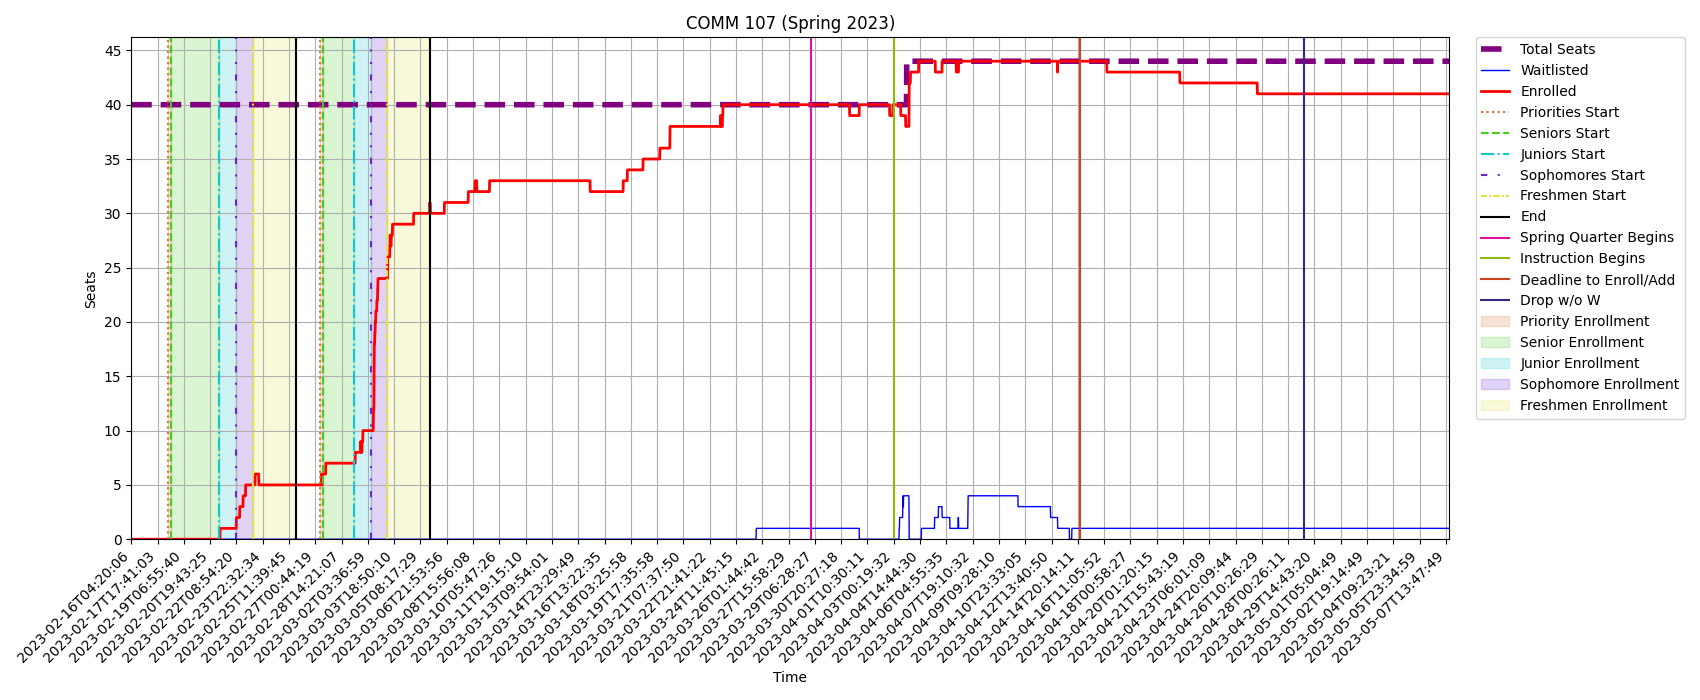 COMM 107 (Spring 2023)
Seats
45
40
35
30
25
20
15
10
5
0
2023-02-16T04:20:06
2023-02-17T17:41:03
2023-02-19T06:55:40
2023-02-20T19:43:25
2023-02-22T08:54:20
2023-02-23T22:32:34
2023-02-25T11:39:45
2023-02-27T00:44:19
2023-02-28T14:21:07
2023-03-02T03:36:59
2023-03-03T18:50:10
2023-03-05T08:17:29
2023-03-06T21:53:56
2023-03-08T15:56:08
2023-03-10T05:47:26
2023-03-11T19:15:10
2023-03-13T09:54:01
2023-03-14T23:29:49
2023-03-16T13:22:35
2023-03-18T03:25:58
2023-03-19T17:35:58
2023-03-21T07:37:50
2023-03-22T21:41:22
2023-03-24T11:45:15
2023-03-26T01:44:42
2023-03-27T15:58:29
2023-03-29T06:28:27
2023-03-30T20:27:18
2023-04-01T10:30:11
2023-04-03T00:19:32
2023-04-04T14:44:30
2023-04-06T04:55:35
2023-04-07T19:10:32
2023-04-09T09:28:10
2023-04-10T23:33:05
2023-04-12T13:40:50
2023-04-14T20:14:11
2023-04-16T11:05:52
2023-04-18T00:58:27
2023-04-20T01:20:15
2023-04-21T15:43:19
2023-04-23T06:01:09
2023-04-24T20:09:44
2023-04-26T10:26:29
2023-04-28T00:26:11
2023-04-29T14:43:20
2023-05-01T05:04:49
2023-05-02T19:14:49
2023-05-04T09:23:21
2023-05-05T23:34:59
2023-05-07T13:47:49
Time
Total Seats
Waitlisted
Enrolled
Priorities Start
Seniors Start
Juniors Start
Sophomores Start
Freshmen Start
End
Spring Quarter Begins
Instruction Begins
Deadline to Enroll/Add
Drop w/o W
Priority Enrollment
Senior Enrollment
Junior Enrollment
Sophomore Enrollment
Freshmen Enrollment